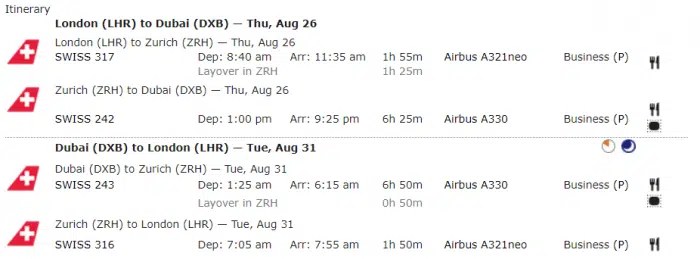 Itinerary
London (LHR) to Dubai (DXB) — Thu, Aug 26
London (LHR) to Zurich (ZRH) — Thu, Aug 26
SWISS 317 Dep: 8:40 am Arr: 11:35 am 1h 55m Airbus A321neo Business (P)
Layover in ZRH 1h 25m
Zurich (ZRH) to Dubai (DXB) — Thu, Aug 26
SWISS 242 Dep: 1:00 pm Arr: 9:25 pm 6h 25m Airbus A330 Business (P)
Dubai (DXB) to London (LHR) — Tue, Aug 31
Dubai (DXB) to Zurich (ZRH) — Tue, Aug 31
SWISS 243 Dep: 1:25 am Arr: 6:15 am 6h 50m Airbus A330 Business (P)
Layover in ZRH 0h 50m
Zurich (ZRH) to London (LHR) — Tue, Aug 31
SWISS 316 Dep: 7:05 am Arr: 7:55 am 1h 50m Airbus A321neo Business (P)